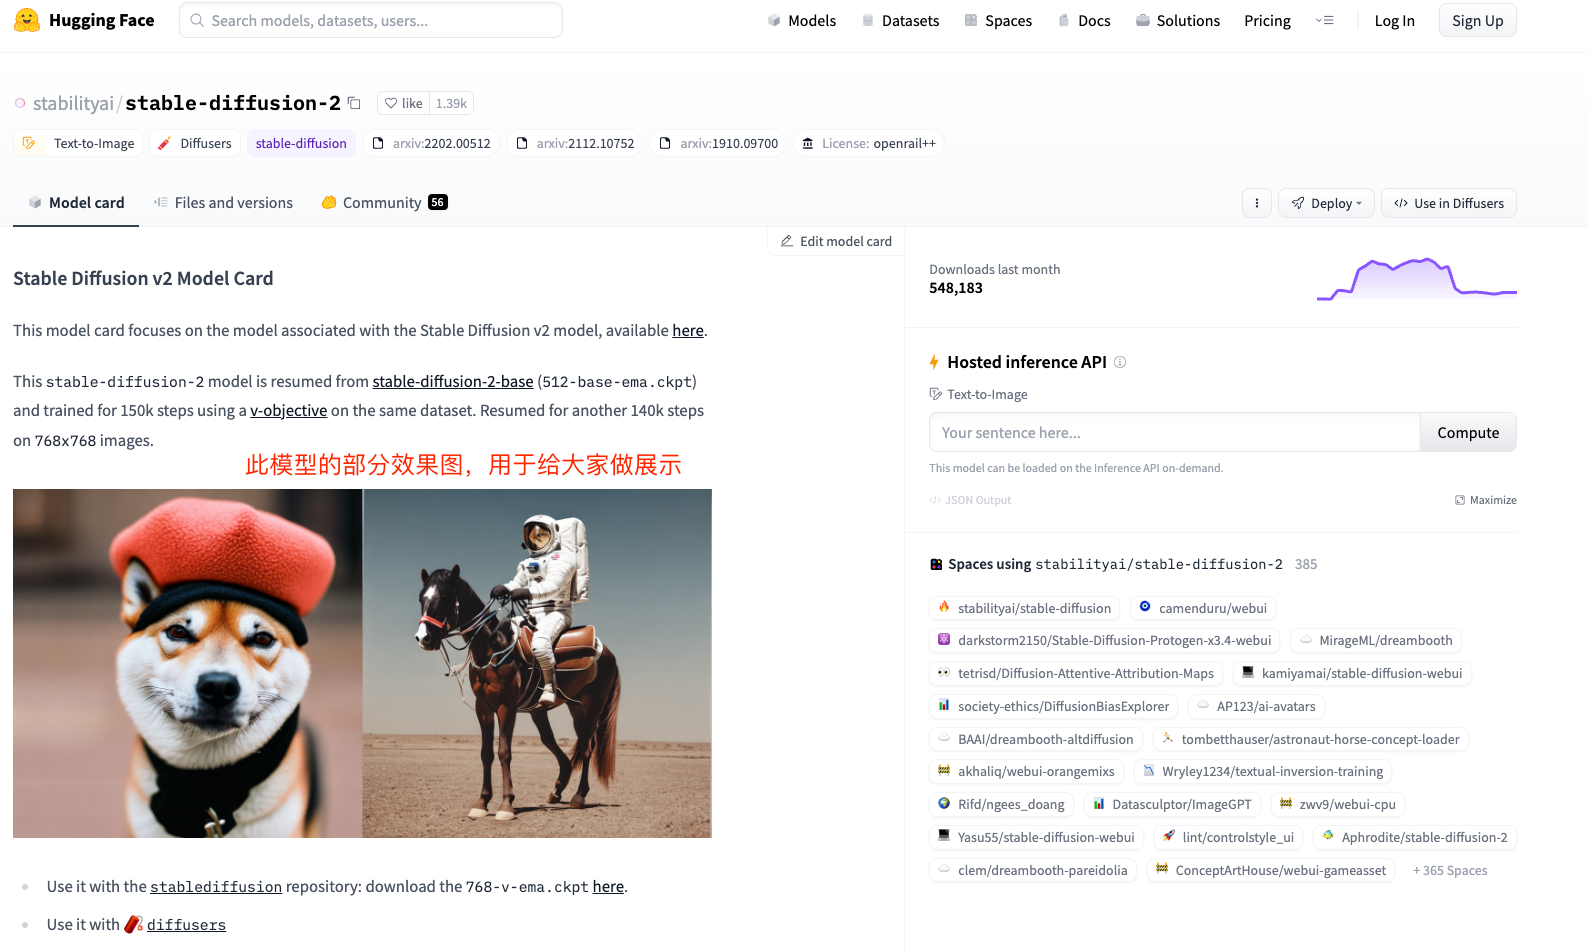 Hugging Face
Search models, datasets, users...
Models
Datasets
Spaces
Docs
Solutions
Pricing
Log In
Sign Up
stabilityai/stable-diffusion-2
like 1.39k
Text-to-Image
Diffusers
stable-diffusion
arxiv:2202.00512
arxiv:2112.10752
arxiv:1910.09700
License: openrail++
Model card
Files and versions
Community 56
Deploy
Use in Diffusers
Edit model card
Stable Diffusion v2 Model Card
This model card focuses on the model associated with the Stable Diffusion v2 model, available here.
This stable-diffusion-2 model is resumed from stable-diffusion-2-base (512-base-ema.ckpt)
and trained for 150k steps using a v-objective on the same dataset. Resumed for another 140k steps
on 768x768 images.
此模型的部分效果图，用于给大家做展示
Use it with the stablediffusion repository: download the 768-v-ema.ckpt here.
Use it with diffusers
Downloads last month
548,183
Hosted inference API
Text-to-Image
Your sentence here...
Compute
This model can be loaded on the Inference API on-demand.
JSON Output
Maximize
Spaces using stabilityai/stable-diffusion-2 385
stabilityai/stable-diffusion
camenduru/webui
darkstorm2150/Stable-Diffusion-Protogen-x3.4-webui
MirageML/dreambooth
tetrisd/Diffusion-Attentive-Attribution-Maps
kamiyamai/stable-diffusion-webui
society-ethics/DiffusionBiasExplorer
AP123/ai-avatars
BAAI/dreambooth-altdiffusion
tombetthauser/astronaut-horse-concept-loader
akhaliq/webui-orangemixs
Wryley1234/textual-inversion-training
Rifd/ngees_doang
Datasculptor/ImageGPT
zwv9/webui-cpu
Yasu55/stable-diffusion-webui
lint/controlstyle_ui
Aphrodite/stable-diffusion-2
clem/dreambooth-pareidolia
ConceptArtHouse/webui-gameasset
+ 365 Spaces